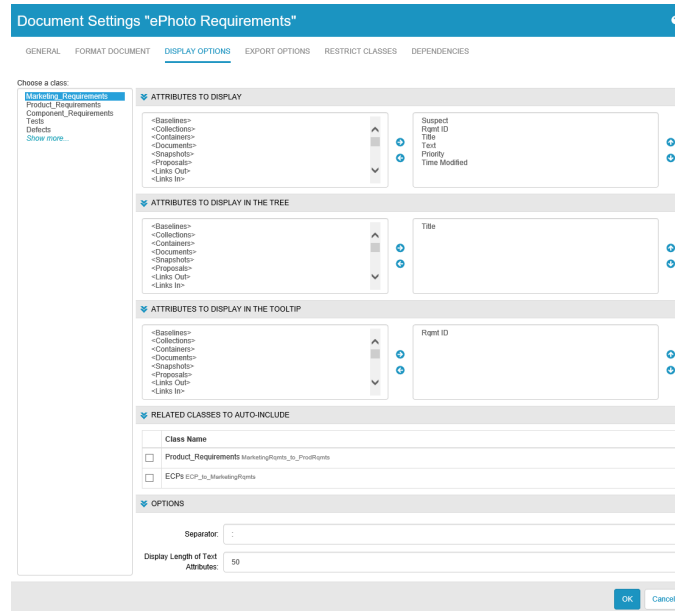 Document Settings "ePhoto Requirements"
GENERAL FORMAT DOCUMENT DISPLAY OPTIONS EXPORT OPTIONS RESTRICT CLASSES DEPENDENCIES
Choose a class:
Marketing_Requirements
Product_Requirements
Component_Requirements
Tests
Defects
Show more...
ATTRIBUTES TO DISPLAY
<Baselines>
<Collections>
<Containers>
<Documents>
<Snapshots>
<Proposals>
<Links Out>
<Links In>
Suspect
Rqmt ID
Title
Text
Priority
Time Modified
ATTRIBUTES TO DISPLAY IN THE TREE
<Baselines>
<Collections>
<Containers>
<Documents>
<Snapshots>
<Proposals>
<Links Out>
<Links In>
Title
ATTRIBUTES TO DISPLAY IN THE TOOLTIP
<Baselines>
<Collections>
<Containers>
<Documents>
<Snapshots>
<Proposals>
<Links Out>
<Links In>
Rqmt ID
RELATED CLASSES TO AUTO-INCLUDE
Class Name
Product_Requirements MarketingRqmts_to_ProdRqmts
ECPs ECP_to_MarketingRqmts
OPTIONS
Separator: :
Display Length of Text
Attributes: 50
OK Cancel